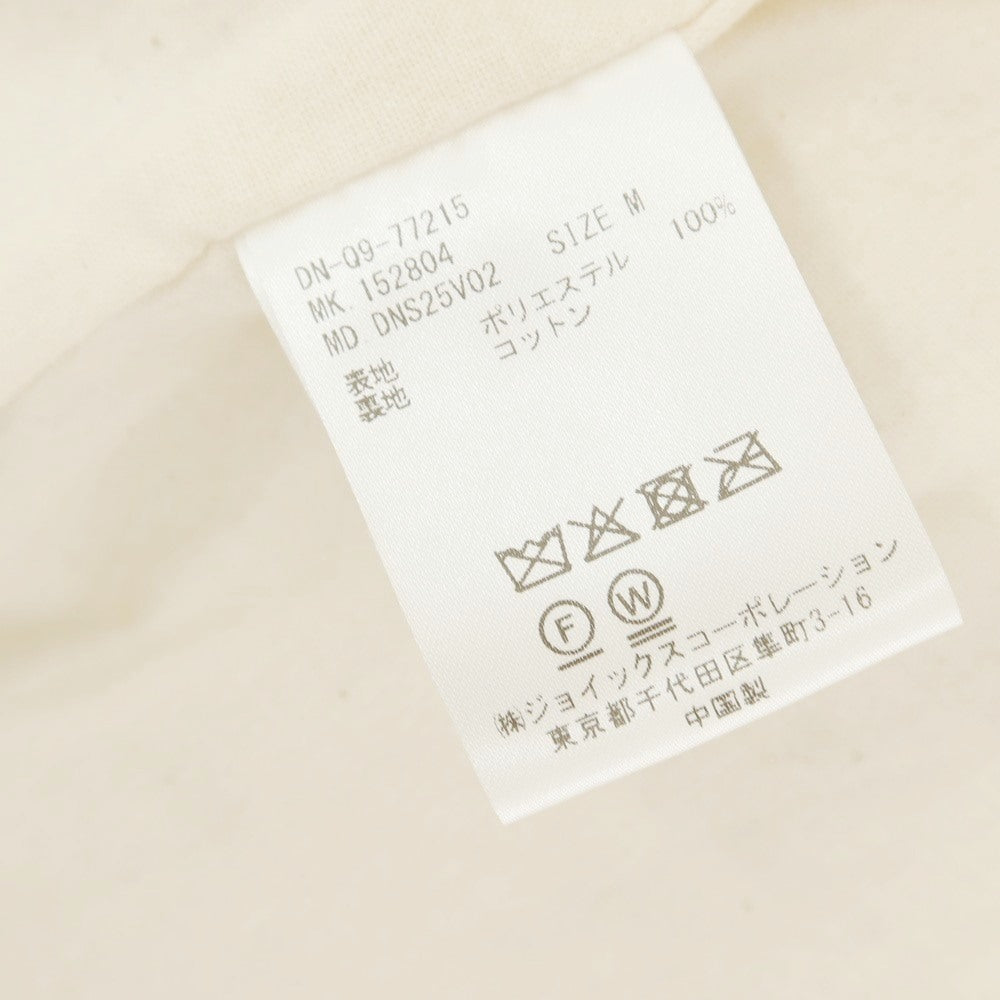 DN-Q9-77215
MK. 152804 SIZE M
MD. DNS25V02
表地 ポリエステル 100%
裏地 コットン
F W
㈱ジョイックスコーポレーション
東京都千代田区隼町3-16
中国製